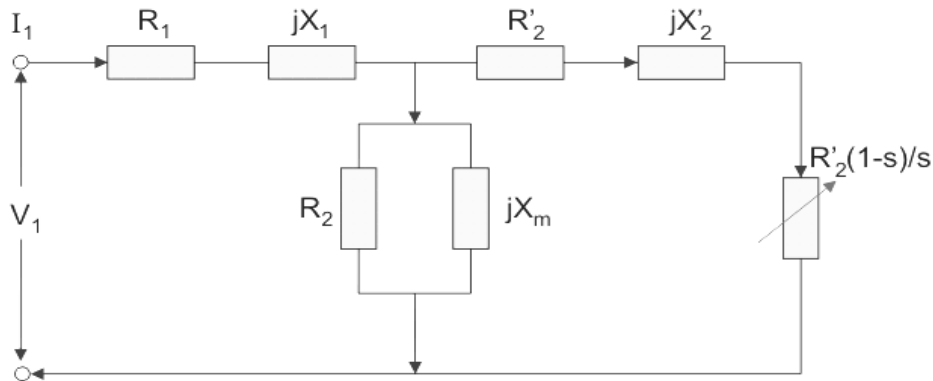 I₁
R₁
jX₁
R'₂
jX'₂
R'₂(1-s)/s
R₂
jXₘ
V₁